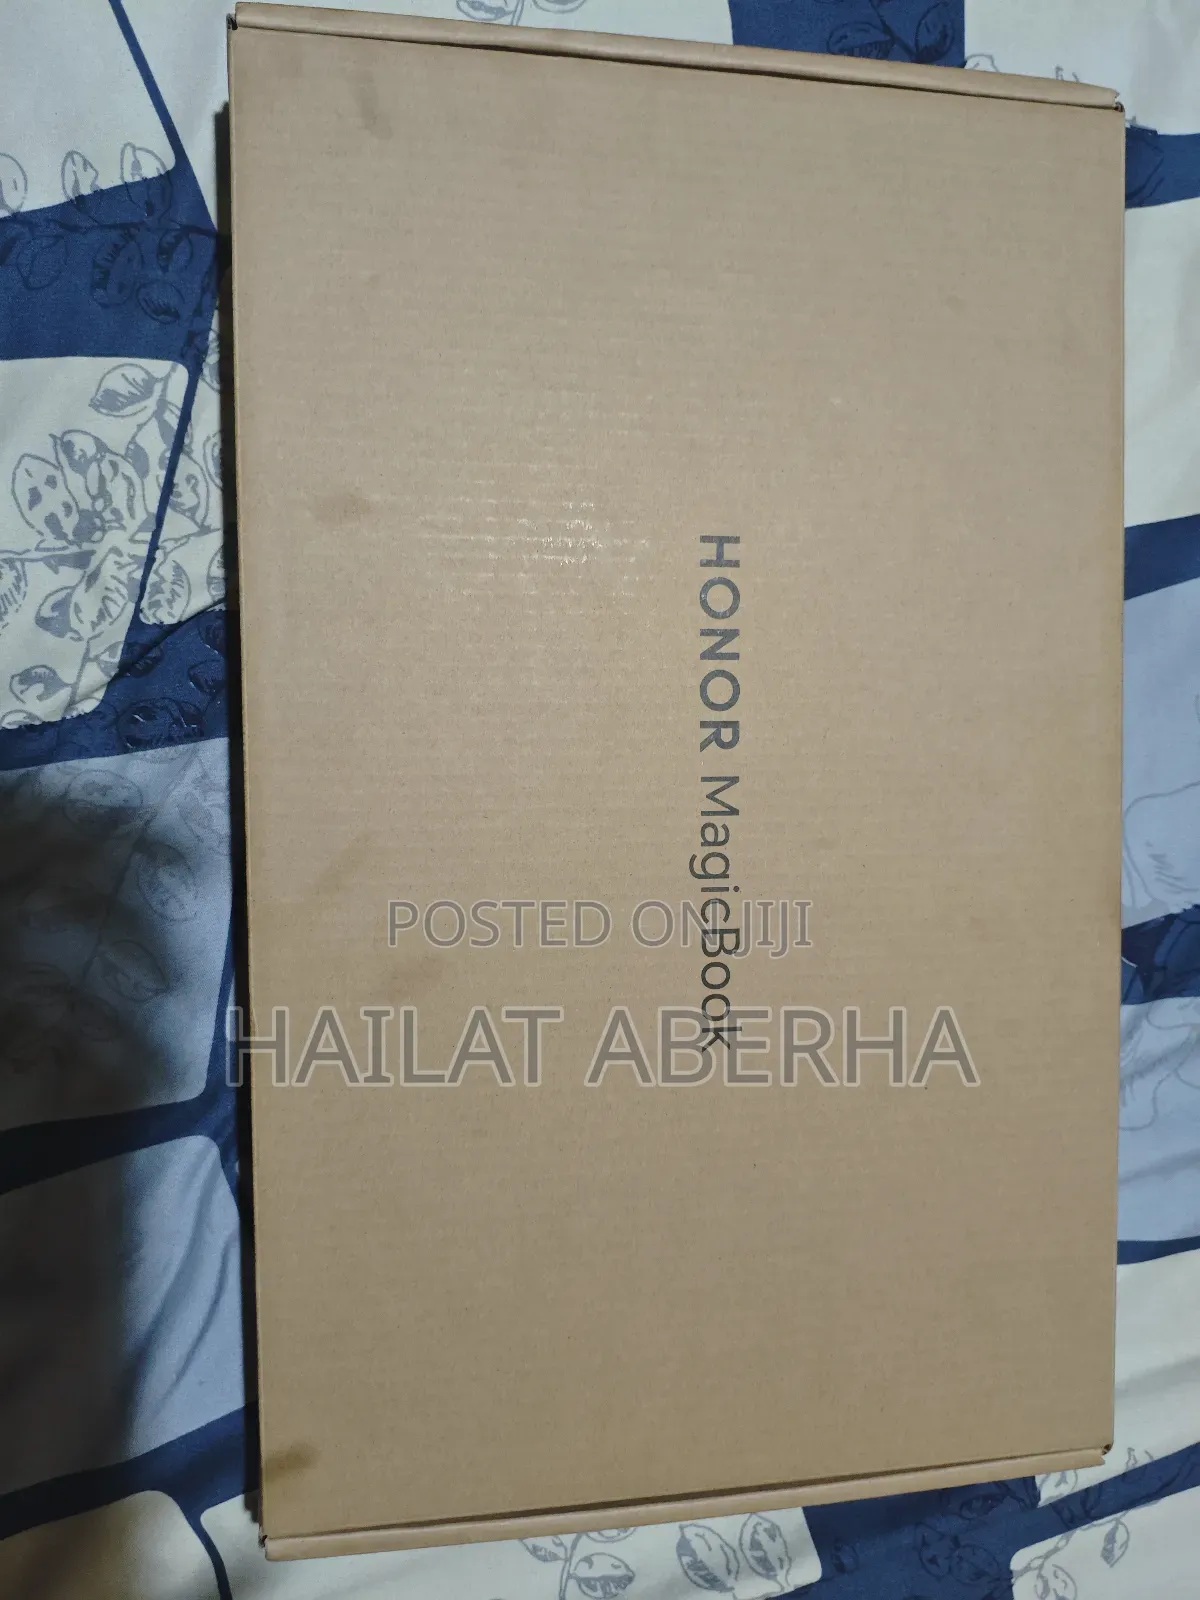 HONOR MagicBook
POSTED ON JIJI
HAILAT ABERHA